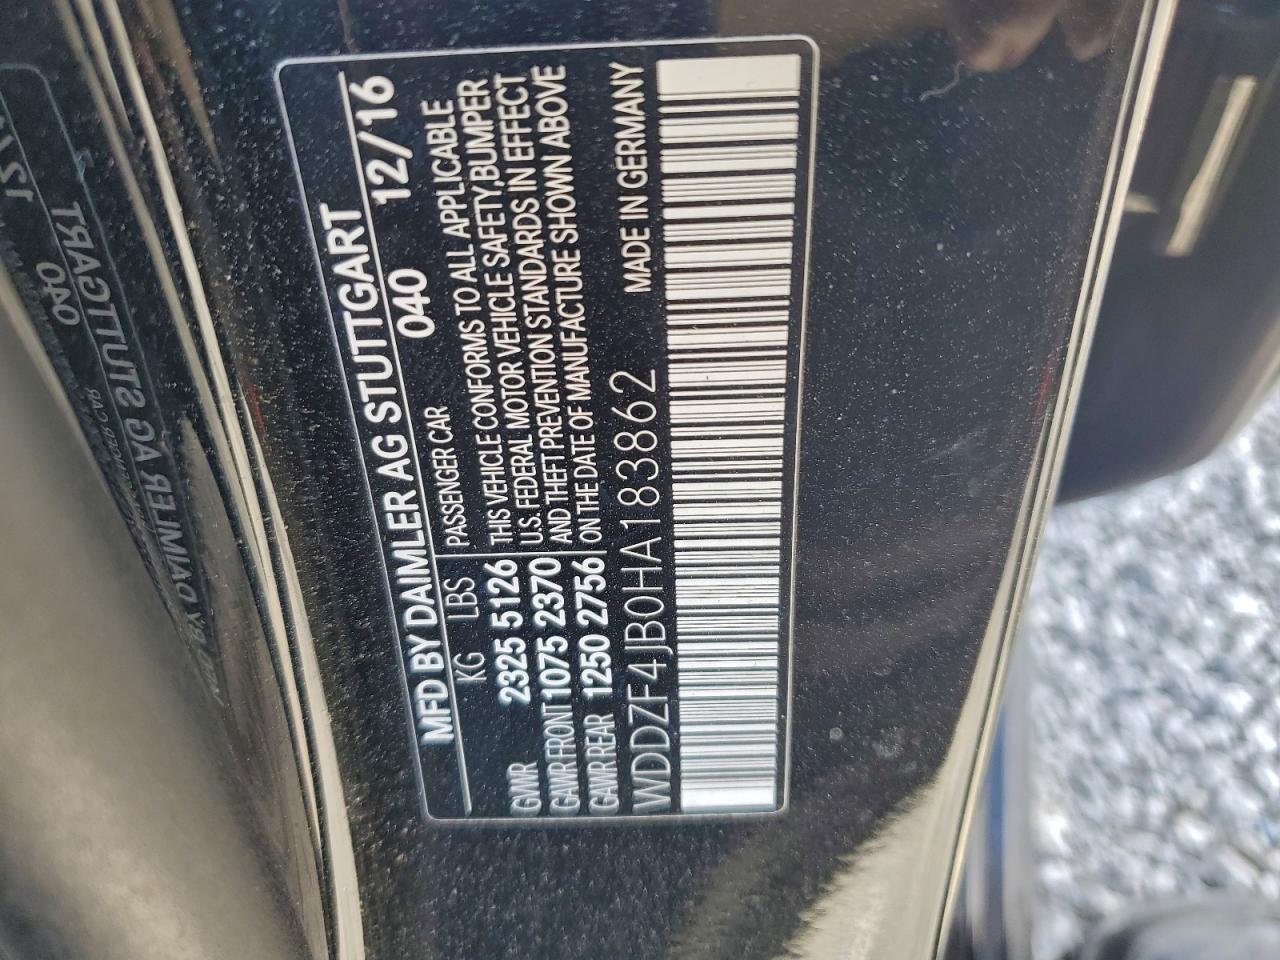 MFD BY DAIMLER AG STUTTGART
040 12/16
KG LBS PASSENGER CAR
GVWR 2325 5126
GAWR FRONT 1075 2370
GAWR REAR 1250 2756
THIS VEHICLE CONFORMS TO ALL APPLICABLE
U.S. FEDERAL MOTOR VEHICLE SAFETY,BUMPER
AND THEFT PREVENTION STANDARDS IN EFFECT
ON THE DATE OF MANUFACTURE SHOWN ABOVE
MADE IN GERMANY
WDDZF4JB0HA183862